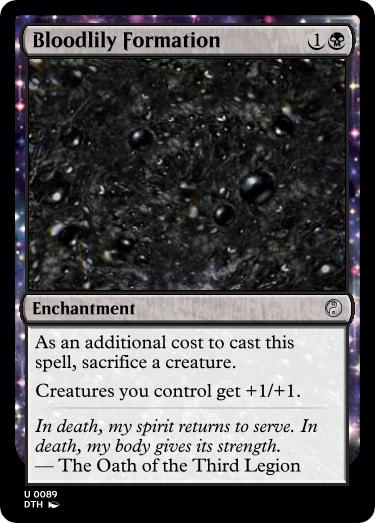 Bloodlily Formation 1
Enchantment
As an additional cost to cast this
spell, sacrifice a creature.
Creatures you control get +1/+1.
In death, my spirit returns to serve. In
death, my body gives its strength.
— The Oath of the Third Legion
U 0089
DTH